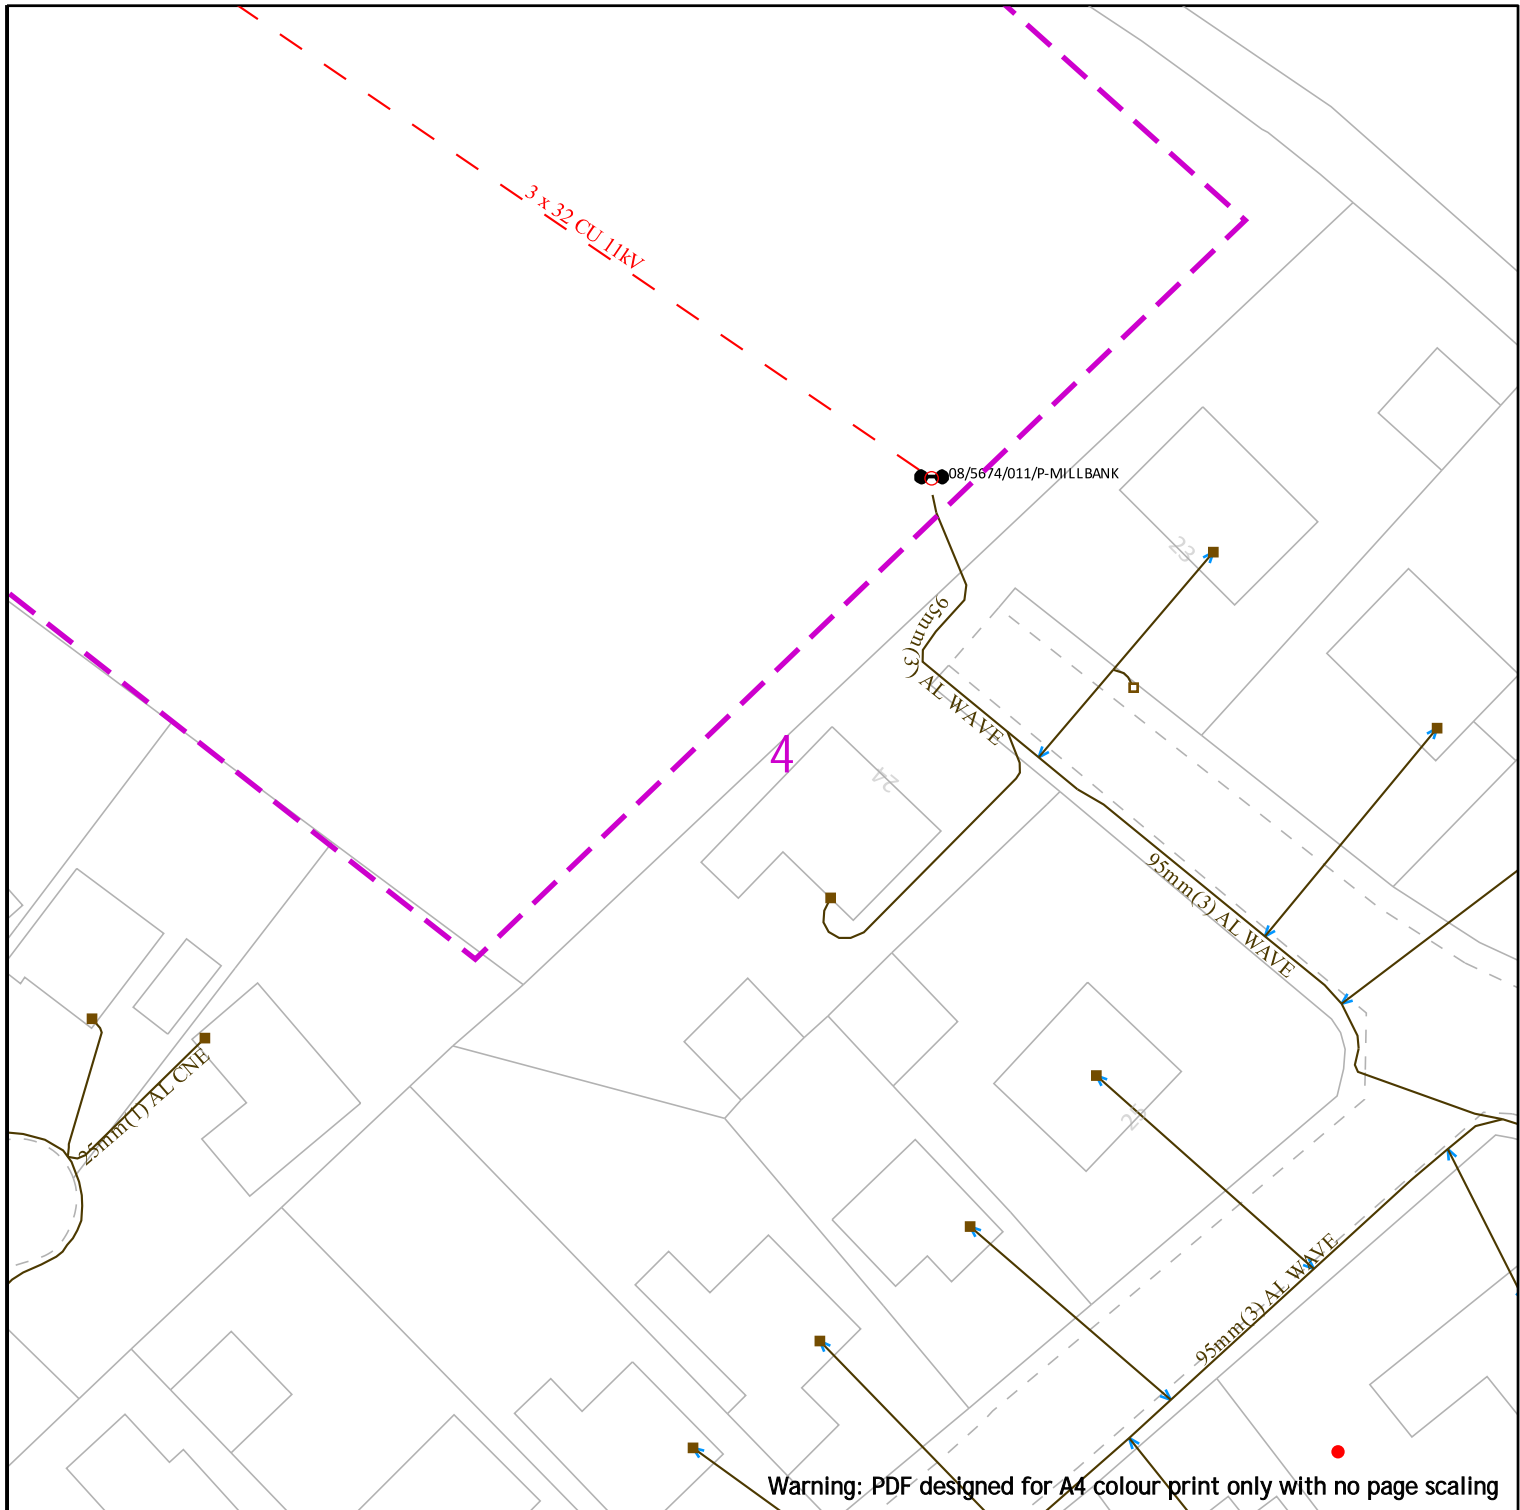 3 x 32 CU 11kV
08/5674/011/P-MILLBANK
23
95mm(3) AL WAVE
4
24
95mm(3) AL WAVE
25mm(1) AL CNE
95mm(3) AL WAVE
Warning: PDF designed for A4 colour print only with no page scaling